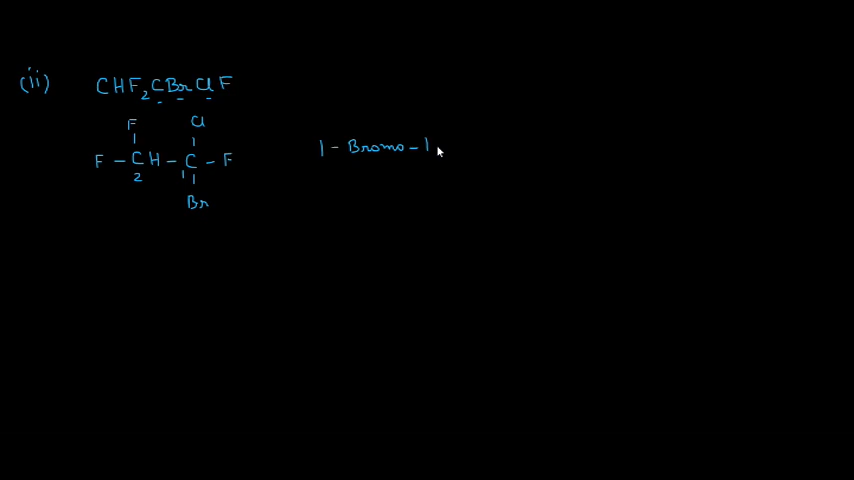 (ii) CHF₂CBrClF
F Cl
F – CH – C – F
2 1
Br
1 – Bromo – 1